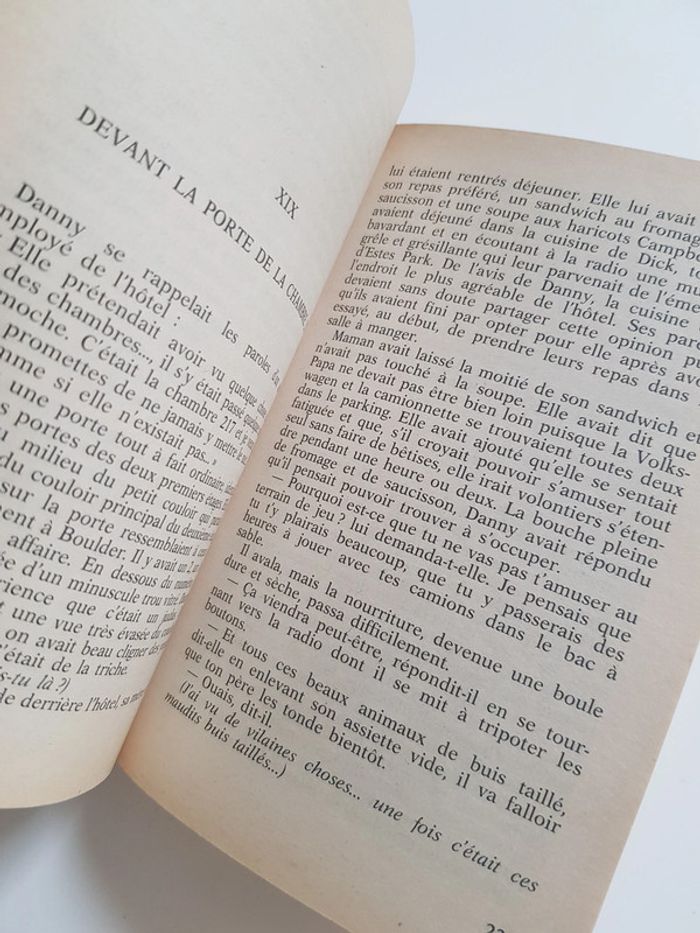 XIX
DEVANT LA PORTE DE LA CHAMBRE
Danny se rappelait les paroles d'un
employé de l'hôtel :
Elle prétendait avoir vu quelque chose
des chambres..., il s'y était passé quelque
moche. C'était la chambre 217 et je
promettes de ne jamais y mettre les
comme si elle n'existait pas..."
une porte tout à fait ordinaire
portes des deux premiers étages
milieu du petit couloir qui
du couloir principal du deuxième
sur la porte ressemblaient à
à Boulder. Il y avait un 2
affaire. En dessous du numéro
d'un minuscule trou vitré
que c'était un
une vue très évasée du
on avait beau cligner des
c'était de la triche.
là ?)
de derrière l'hôtel, sa
lui étaient rentrés déjeuner. Elle lui avait
son repas préféré, un sandwich au fromage
saucisson et une soupe aux haricots Campbell
avaient déjeuné dans la cuisine de Dick,
bavardant et en écoutant à la radio une
grêle et grésillante qui leur parvenait de
d'Estes Park. De l'avis de Danny, la cuisine
l'endroit le plus agréable de l'hôtel. Ses
devaient sans doute partager cette opinion
qu'ils avaient fini par opter pour elle après
essayé, au début, de prendre leurs repas dans
salle à manger.
Maman avait laissé la moitié de son sandwich et
n'avait pas touché à la soupe. Elle avait dit que
Papa ne devait pas être bien loin puisque la Volks-
wagen et la camionnette se trouvaient toutes deux
dans le parking. Elle avait ajouté qu'elle se sentait
fatiguée et que, s'il croyait pouvoir s'amuser tout
seul sans faire de bêtises, elle irait volontiers s'éten-
dre pendant une heure ou deux. La bouche pleine
de fromage et de saucisson, Danny avait répondu
qu'il pensait pouvoir trouver à s'occuper.
— Pourquoi est-ce que tu ne vas pas t'amuser au
terrain de jeu ? lui demanda-t-elle. Je pensais que
tu t'y plairais beaucoup, que tu y passerais des
heures à jouer avec tes camions dans le bac à
sable.
Il avala, mais la nourriture, devenue une boule
dure et sèche, passa difficilement.
— Ça viendra peut-être, répondit-il en se tour-
nant vers la radio dont il se mit à tripoter les
boutons.
— Et tous ces beaux animaux de buis taillé,
dit-elle en enlevant son assiette vide, il va falloir
que ton père les tonde bientôt.
— Ouais, dit-il.
(J'ai vu de vilaines choses... une fois c'était ces
maudits buis taillés...)